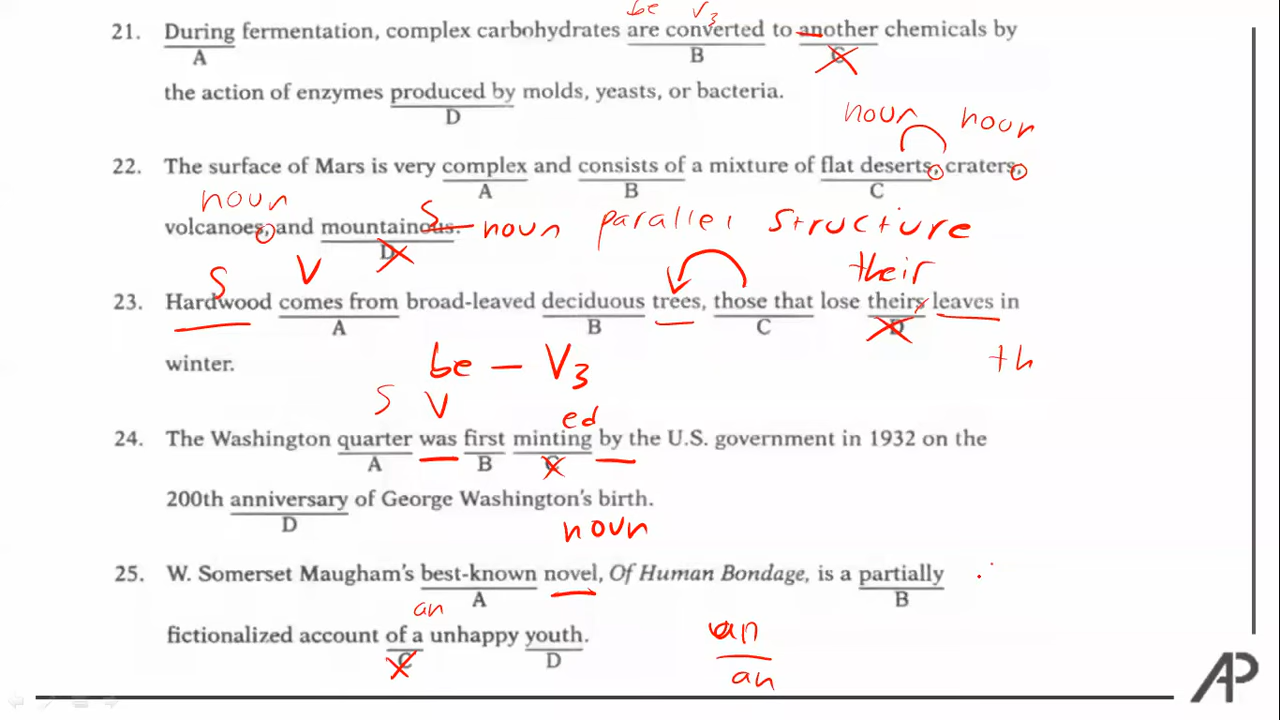 be V3
21. During fermentation, complex carbohydrates are converted to another chemicals by
A B C
the action of enzymes produced by molds, yeasts, or bacteria.
D
noun noun
22. The surface of Mars is very complex and consists of a mixture of flat deserts, craters,
A B C
noun S
volcanoes, and mountainous. noun parallel structure
D
S V their
23. Hardwood comes from broad-leaved deciduous trees, those that lose theirs leaves in
A B C D
winter. be - V3 th
S V ed
24. The Washington quarter was first minting by the U.S. government in 1932 on the
A B C
200th anniversary of George Washington's birth.
D
noun
25. W. Somerset Maugham's best-known novel, Of Human Bondage, is a partially
A B
an
fictionalized account of a unhappy youth. an
C D
an
AP